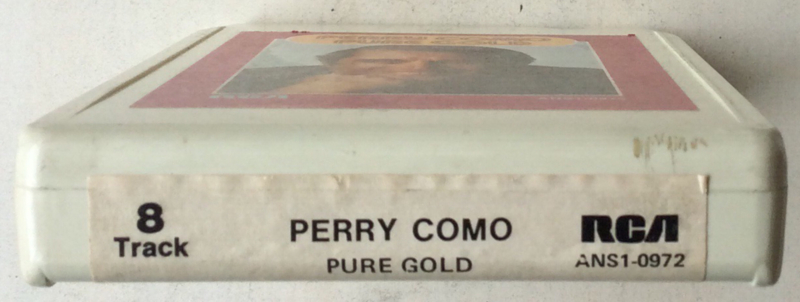 8
Track
PERRY COMO
PURE GOLD
RCA
ANS1-0972